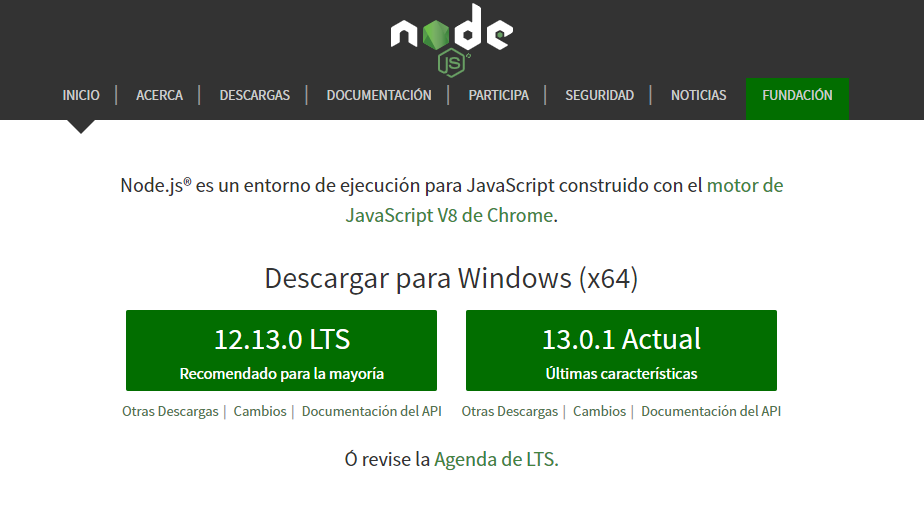 node
JS®
INICIO | ACERCA | DESCARGAS | DOCUMENTACIÓN | PARTICIPA | SEGURIDAD | NOTICIAS FUNDACIÓN
Node.js® es un entorno de ejecución para JavaScript construido con el motor de
JavaScript V8 de Chrome.
Descargar para Windows (x64)
12.13.0 LTS
Recomendado para la mayoría
13.0.1 Actual
Últimas características
Otras Descargas | Cambios | Documentación del API
Otras Descargas | Cambios | Documentación del API
Ó revise la Agenda de LTS.